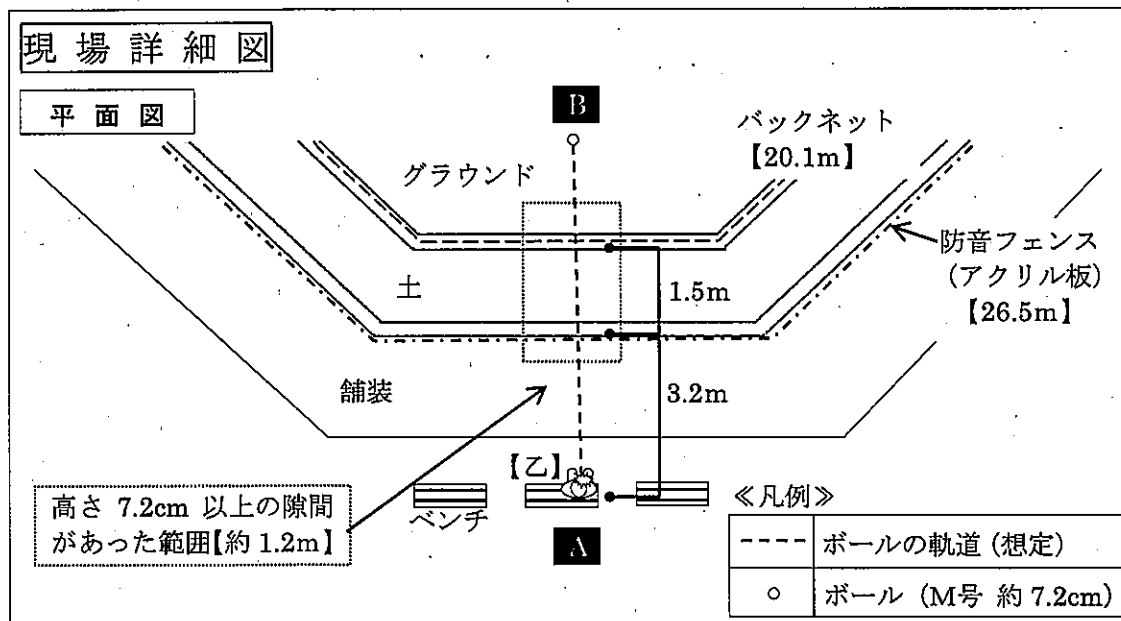 現場詳細図
平面図
B
バックネット
【20.1m】
グラウンド
防音フェンス
(アクリル板)
【26.5m】
土
1.5m
舗装
3.2m
【乙】
ベンチ
高さ 7.2cm 以上の隙間
があった範囲【約 1.2m】
A
≪凡例≫
ボールの軌道 (想定)
ボール (M号 約 7.2cm)